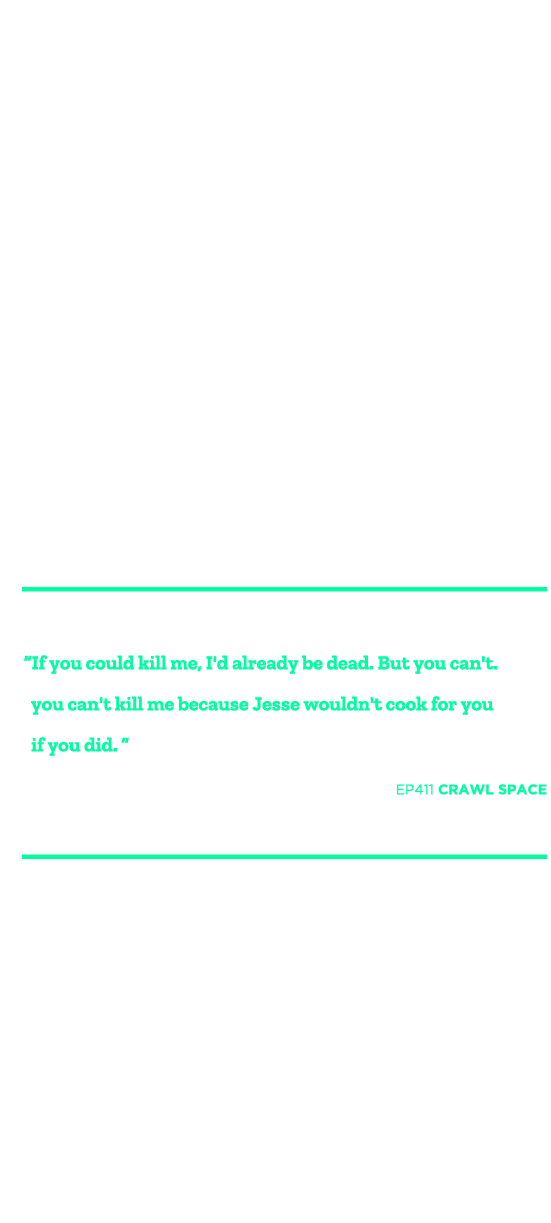 “If you could kill me, I'd already be dead. But you can't.
you can't kill me because Jesse wouldn't cook for you
if you did. ”
EP411 CRAWL SPACE